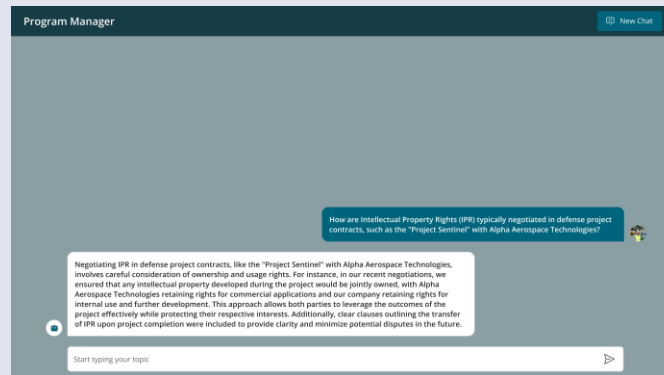 Program Manager
New Chat
How are Intellectual Property Rights (IPR) typically negotiated in defense project
contracts, such as the "Project Sentinel" with Alpha Aerospace Technologies?
Negotiating IPR in defense project contracts, like the "Project Sentinel" with Alpha Aerospace Technologies,
involves careful consideration of ownership and usage rights. For instance, in our recent negotiations, we
ensured that any intellectual property developed during the project would be jointly owned, with Alpha
Aerospace Technologies retaining rights for commercial applications and our company retaining rights for
internal use and further development. This approach allows both parties to leverage the outcomes of the
project effectively while protecting their respective interests. Additionally, clear clauses outlining the transfer
of IPR upon project completion were included to provide clarity and minimize potential disputes in the future.
Start typing your topic